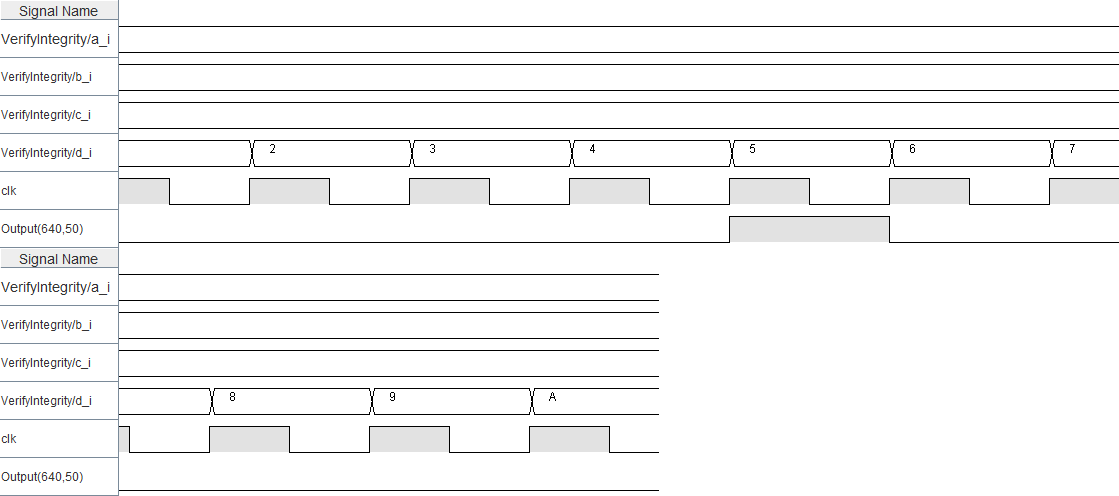 Signal Name
VerifyIntegrity/a_i
VerifyIntegrity/b_i
VerifyIntegrity/c_i
VerifyIntegrity/d_i 2 3 4 5 6 7
clk
Output(640,50)
Signal Name
VerifyIntegrity/a_i
VerifyIntegrity/b_i
VerifyIntegrity/c_i
VerifyIntegrity/d_i 8 9 A
clk
Output(640,50)